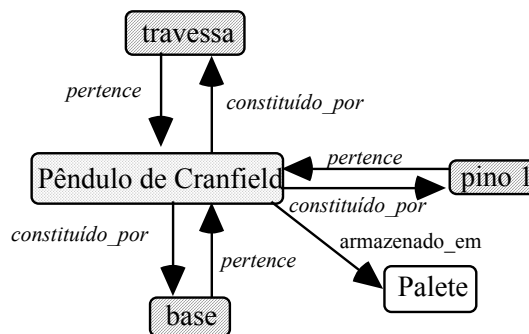 travessa
pertence
constituído_por
pertence
Pêndulo de Cranfield
pino 1
constituído_por
constituído_por
armazenado_em
pertence
Palete
base